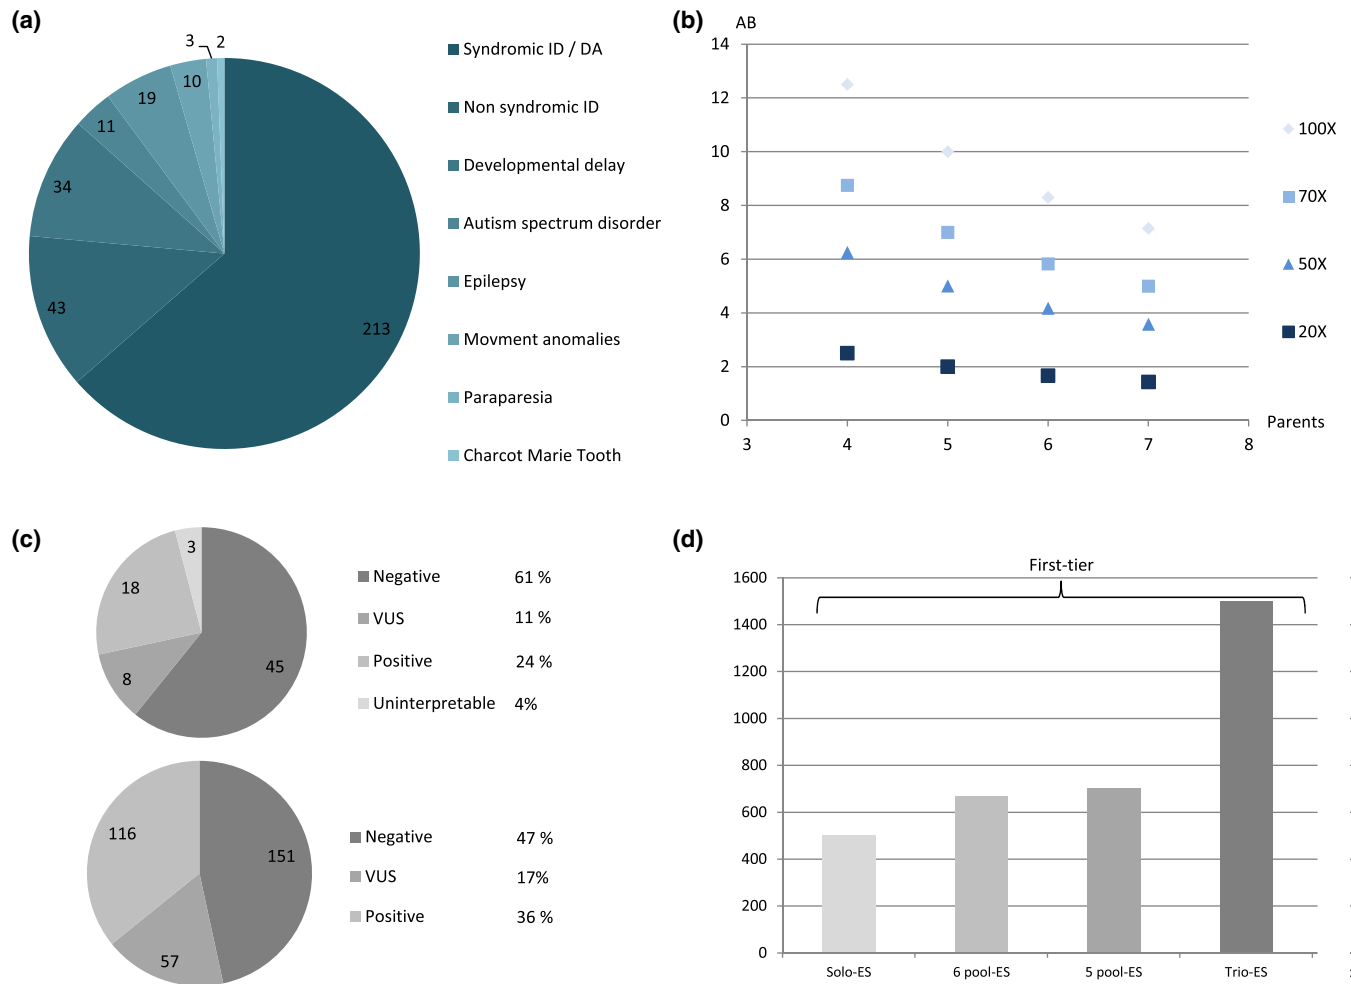 (a)
3
2
10
19
11
34
43
213
Syndromic ID / DA
Non syndromic ID
Developmental delay
Autism spectrum disorder
Epilepsy
Movment anomalies
Paraparesia
Charcot Marie Tooth
(b)
AB
14
12
10
8
6
4
2
0
3
4
5
6
7
8
Parents
100X
70X
50X
20X
(c)
3
18
8
45
Negative 61 %
VUS 11 %
Positive 24 %
Uninterpretable 4%
116
151
57
Negative 47 %
VUS 17%
Positive 36 %
(d)
First-tier
1600
1400
1200
1000
800
600
400
200
0
Solo-ES
6 pool-ES
5 pool-ES
Trio-ES